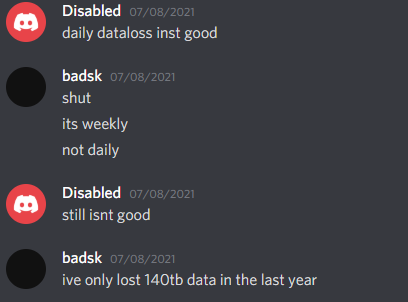 Disabled 07/08/2021
daily dataloss inst good
badsk 07/08/2021
shut
its weekly
not daily
Disabled 07/08/2021
still isnt good
badsk 07/08/2021
ive only lost 140tb data in the last year